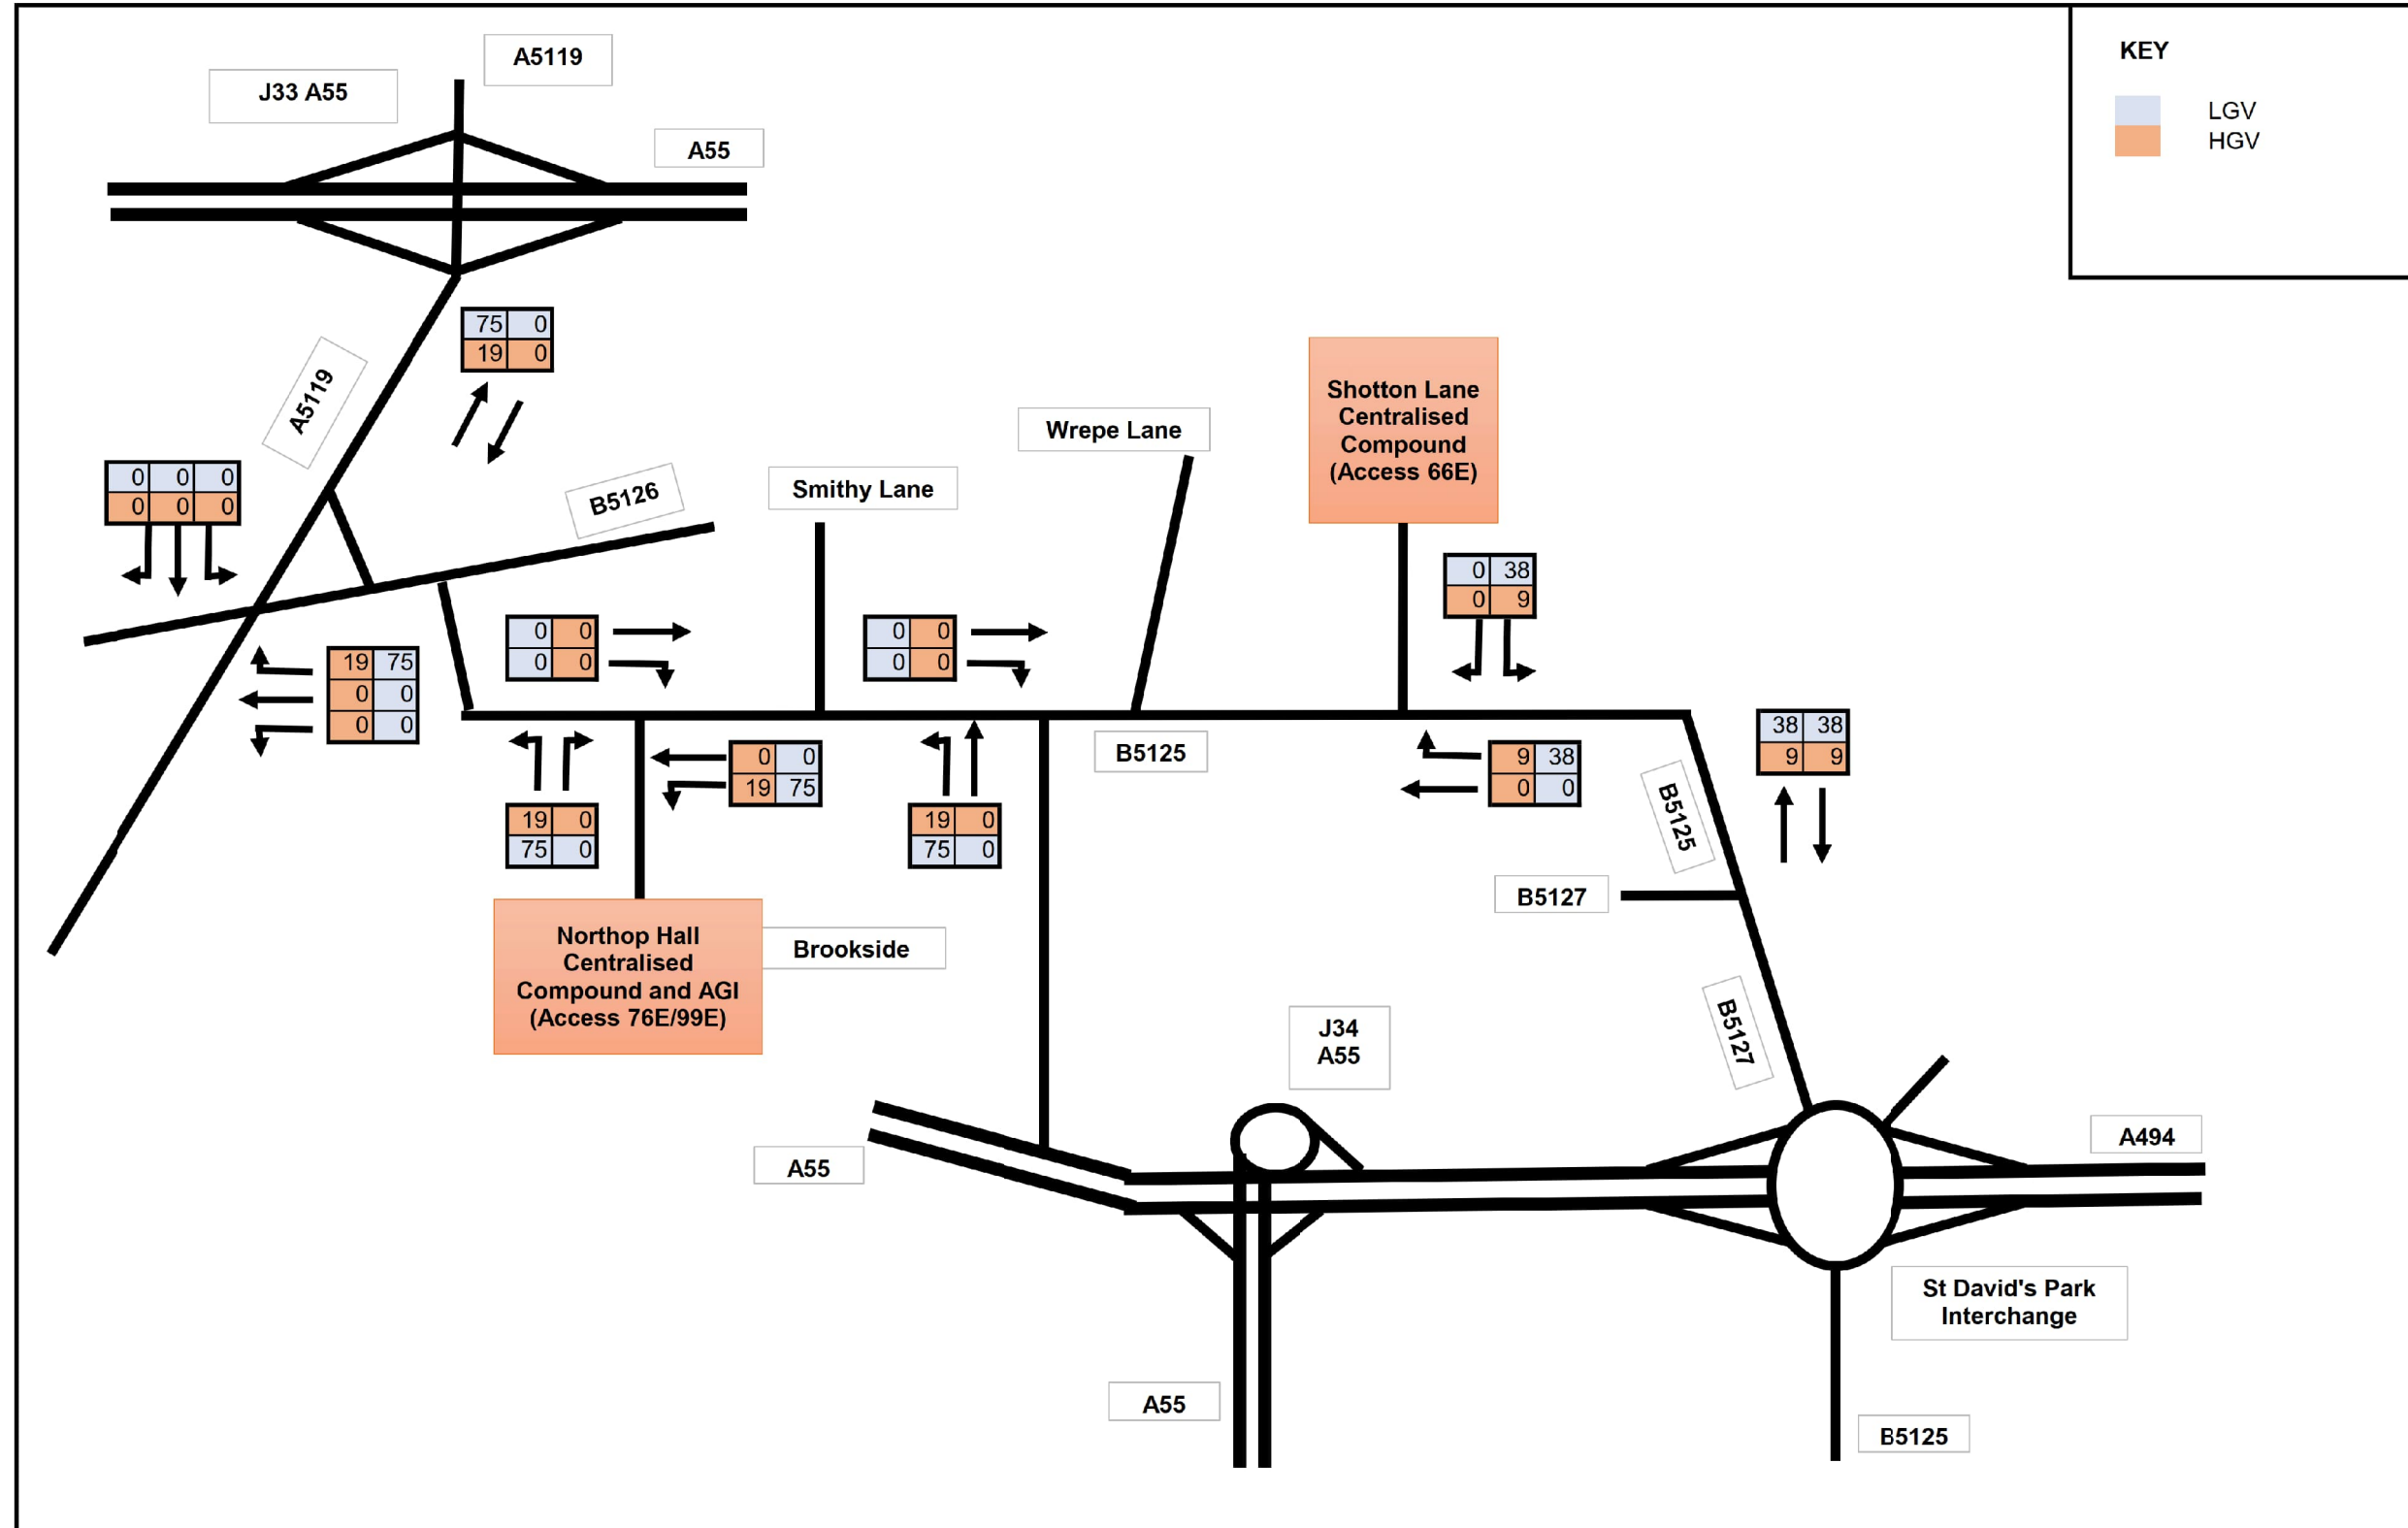 A5119
J33 A55
A55
KEY
LGV
HGV
75 0
19 0
A5119
Shotton Lane
Centralised
Compound
(Access 66E)
Wrepe Lane
0 0 0
0 0 0
B5126
Smithy Lane
0 38
0 9
0 0
0 0
0 0
0 0
19 75
0 0
0 0
38 38
9 9
0 0
19 75
B5125
9 38
0 0
B5125
19 0
75 0
19 0
75 0
B5127
Northop Hall
Centralised
Compound and AGI
(Access 76E/99E)
Brookside
B5127
J34
A55
A494
A55
St David's Park
Interchange
A55
B5125